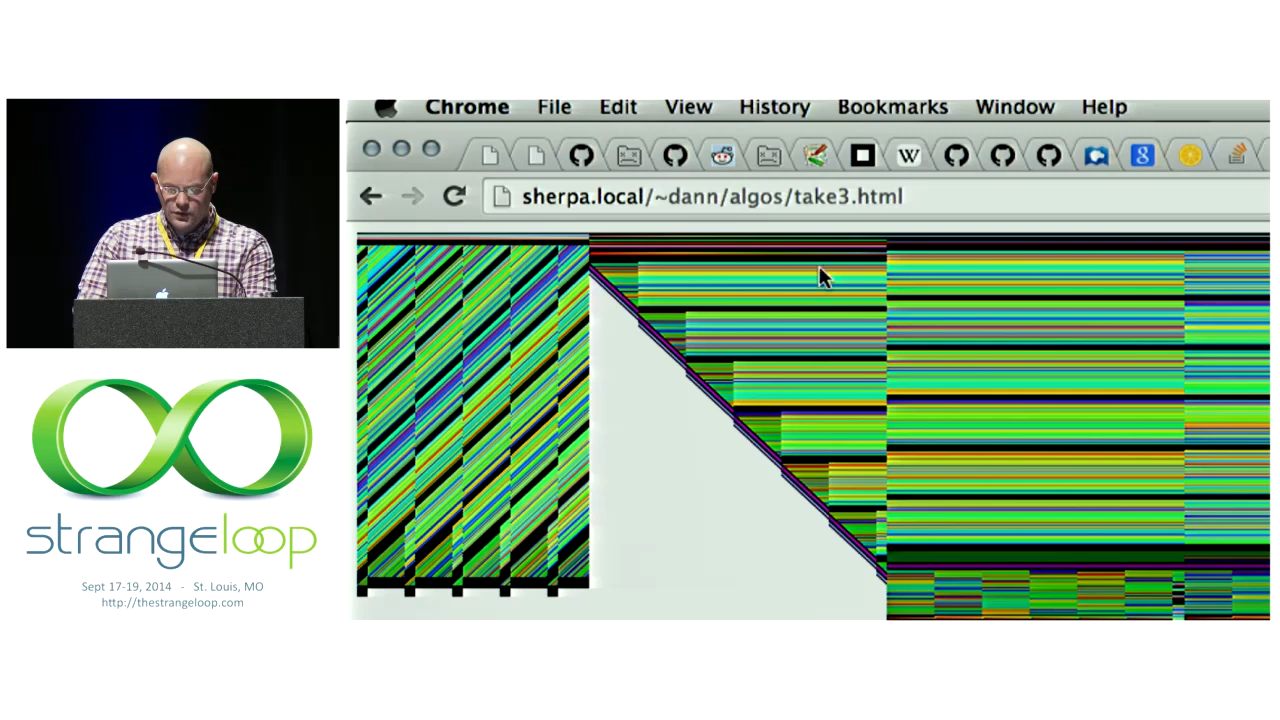 Chrome File Edit View History Bookmarks Window Help
W
8
sherpa.local/~dann/algos/take3.html
strangeloop
Sept 17-19, 2014 - St. Louis, MO
http://thestrangeloop.com